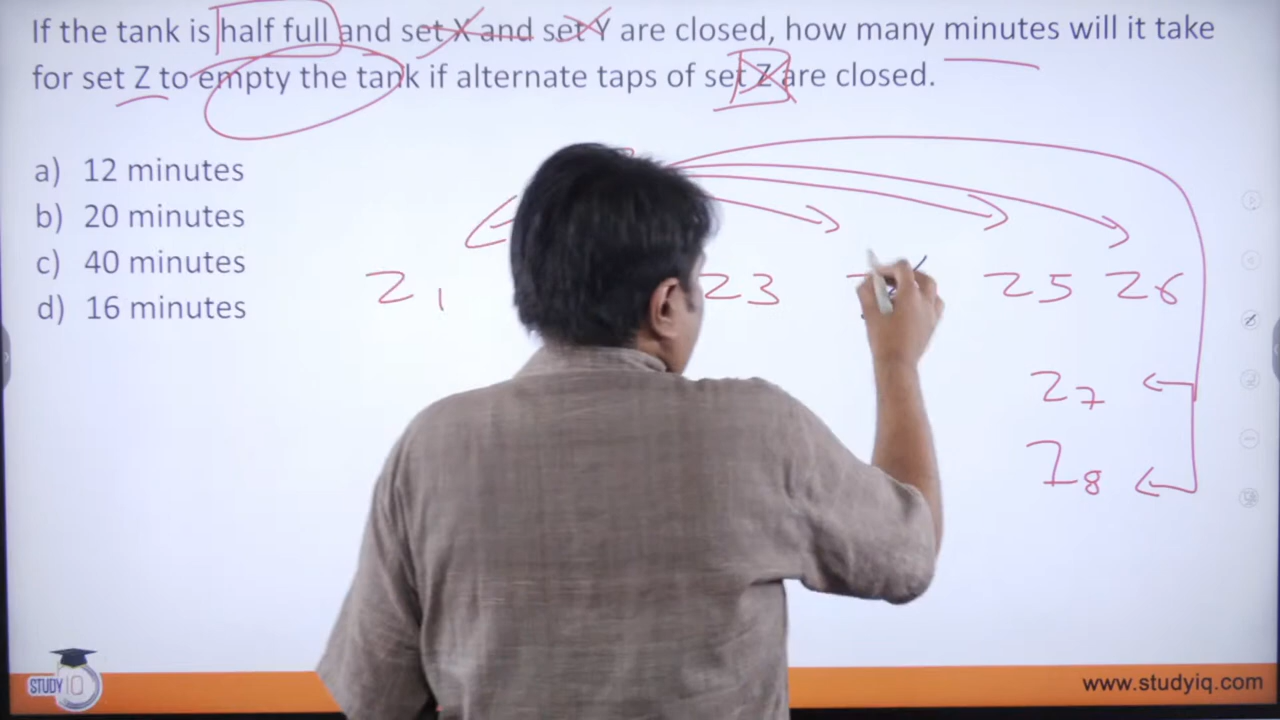 If the tank is half full and set X and set Y are closed, how many minutes will it take
for set Z to empty the tank if alternate taps of set Z are closed.
a) 12 minutes
b) 20 minutes
c) 40 minutes
d) 16 minutes
Z1 Z3 Z5 Z6
Z7
Z8
STUDY IQ
www.studyiq.com